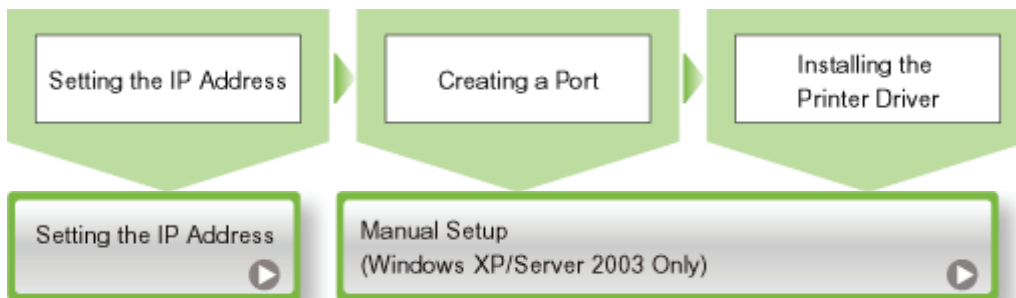 Setting the IP Address
Creating a Port
Installing the
Printer Driver
Setting the IP Address
Manual Setup
(Windows XP/Server 2003 Only)